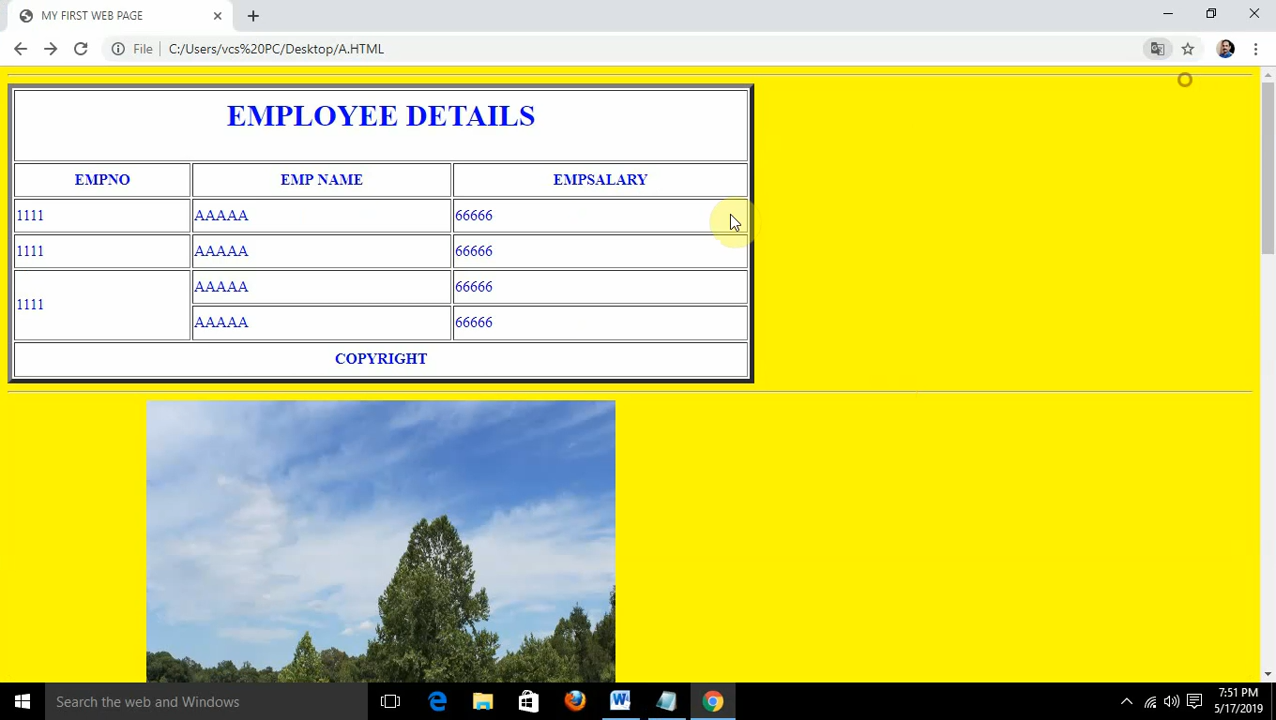 MY FIRST WEB PAGE
File C:/Users/vcs%20PC/Desktop/A.HTML
EMPLOYEE DETAILS
EMPNO EMP NAME EMPSALARY
1111 AAAAA 66666
1111 AAAAA 66666
1111 AAAAA 66666
AAAAA 66666
COPYRIGHT
Search the web and Windows
7:51 PM
5/17/2019